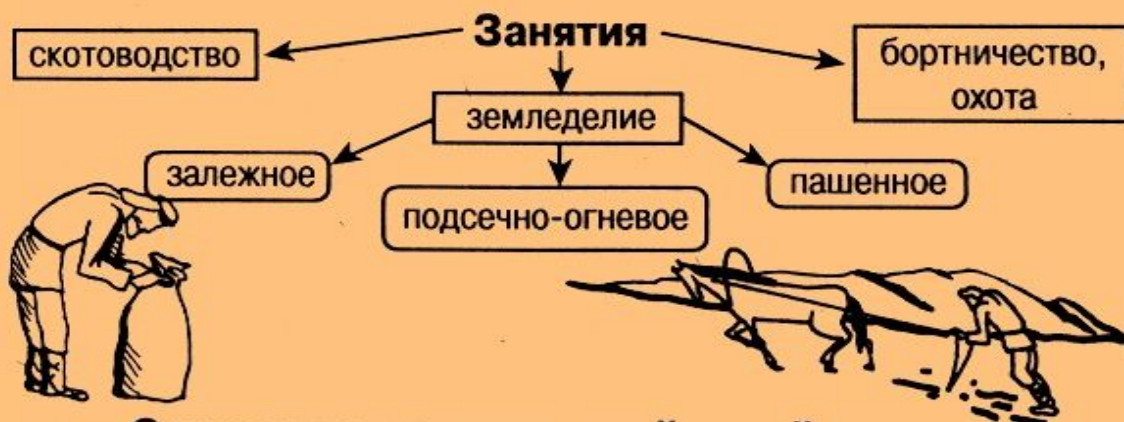 Занятия
скотоводство
бортничество,
охота
земледелие
залежное
подсечно-огневое
пашенное